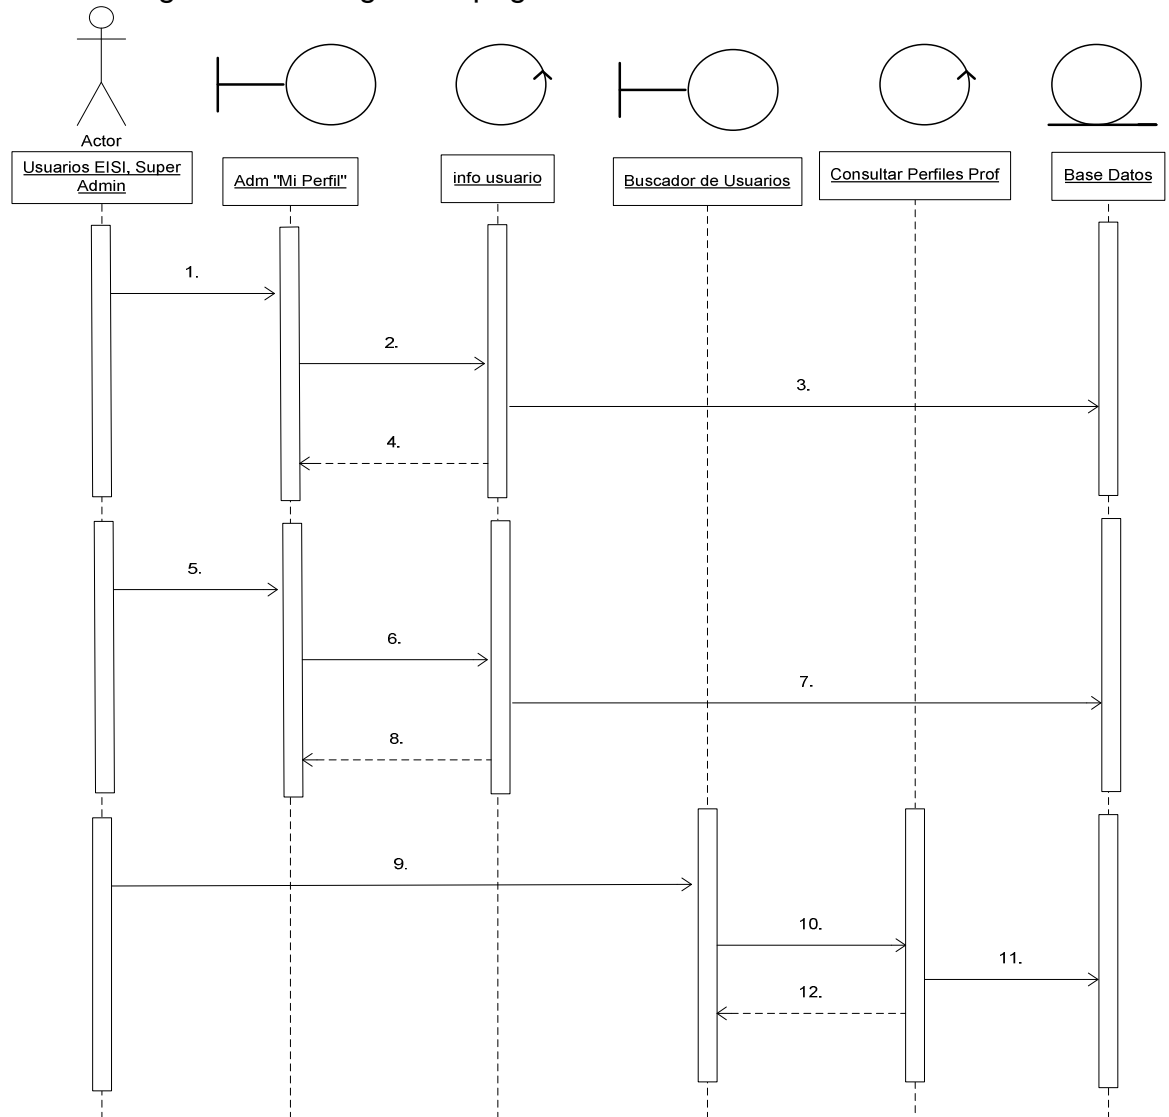 Actor
Usuarios EISI, Super
Admin
Adm "Mi Perfil"
info usuario
Buscador de Usuarios
Consultar Perfiles Prof
Base Datos
1.
2.
3.
4.
5.
6.
7.
8.
9.
10.
11.
12.